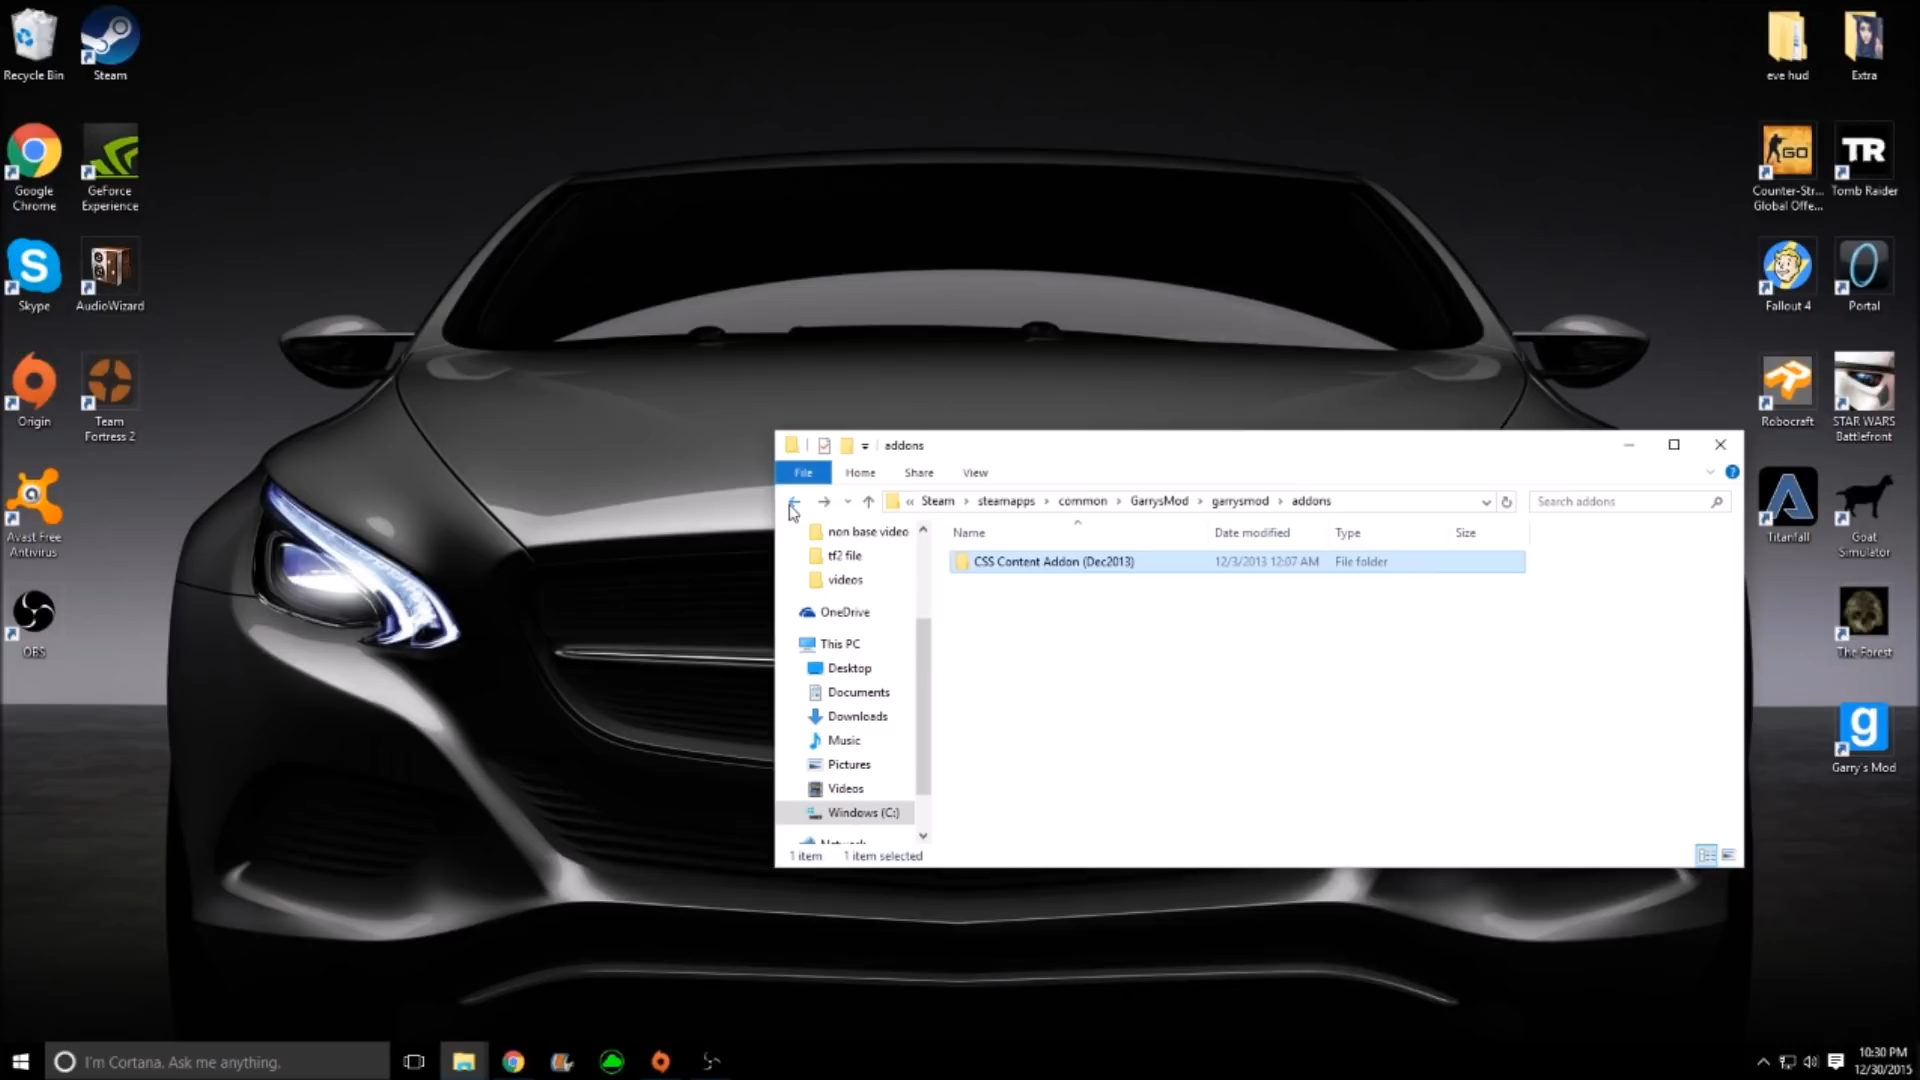 Recycle Bin
Steam
Google
Chrome
GeForce
Experience
Skype
AudioWizard
Origin
Team
Fortress 2
Avast Free
Antivirus
OBS
eve hud
Extra
GO
Counter-Str...
Global Offe...
TR
Tomb Raider
Fallout 4
Portal
Robocraft
STAR WARS
Battlefront
Titanfall
Goat
Simulator
The Forest
g
Garry's Mod
addons
File
Home
Share
View
« Steam › steamapps › common › GarrysMod › garrysmod › addons
Search addons
non base video
tf2 file
videos
OneDrive
This PC
Desktop
Documents
Downloads
Music
Pictures
Videos
Windows (C:)
Network
Name
Date modified
Type
Size
CSS Content Addon (Dec2013)
12/3/2013 12:07 AM
File folder
1 item
1 item selected
I'm Cortana. Ask me anything.
10:30 PM
12/30/2015